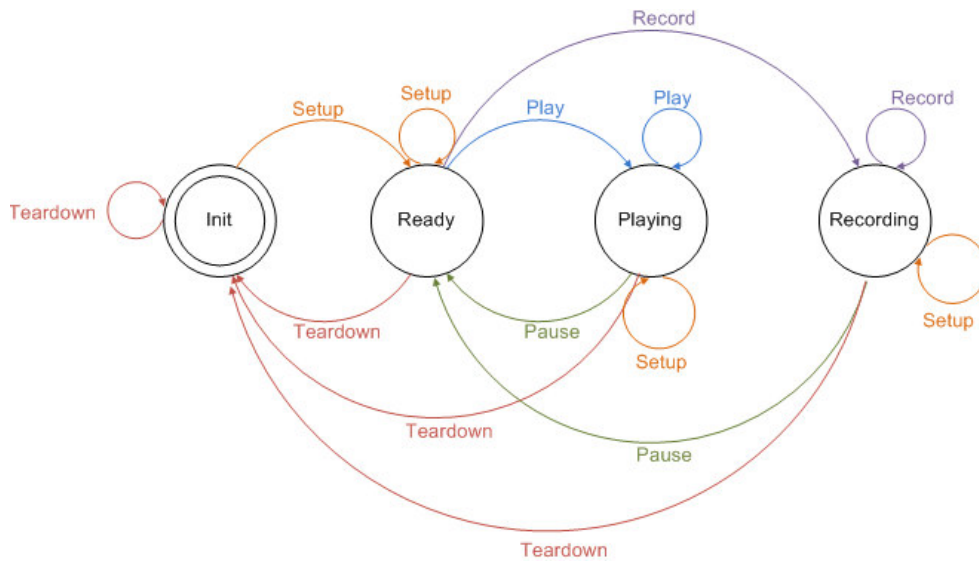 Record
Setup
Setup
Play
Play
Record
Teardown
Init
Ready
Playing
Recording
Teardown
Pause
Setup
Setup
Teardown
Pause
Teardown